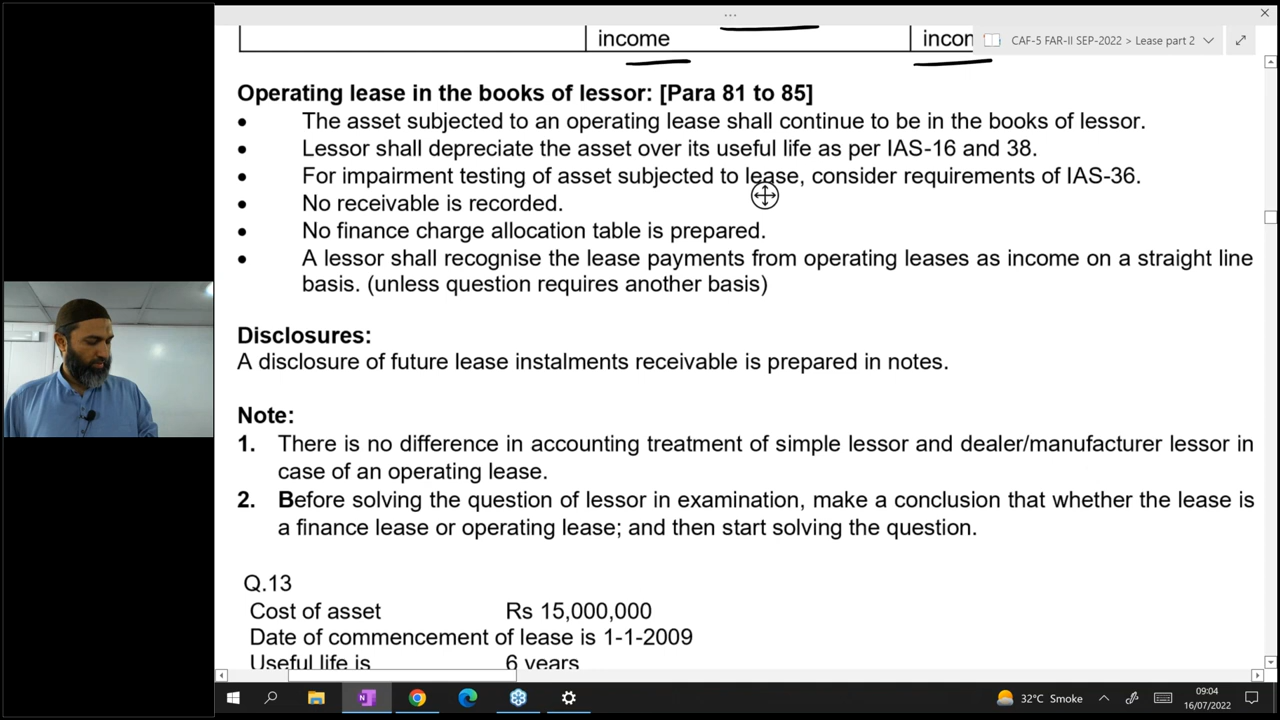 income
incon
CAF-5 FAR-II SEP-2022 > Lease part 2
Operating lease in the books of lessor: [Para 81 to 85]
• The asset subjected to an operating lease shall continue to be in the books of lessor.
• Lessor shall depreciate the asset over its useful life as per IAS-16 and 38.
• For impairment testing of asset subjected to lease, consider requirements of IAS-36.
• No receivable is recorded.
• No finance charge allocation table is prepared.
• A lessor shall recognise the lease payments from operating leases as income on a straight line
basis. (unless question requires another basis)
Disclosures:
A disclosure of future lease instalments receivable is prepared in notes.
Note:
1. There is no difference in accounting treatment of simple lessor and dealer/manufacturer lessor in
case of an operating lease.
2. Before solving the question of lessor in examination, make a conclusion that whether the lease is
a finance lease or operating lease; and then start solving the question.
Q.13
Cost of asset Rs 15,000,000
Date of commencement of lease is 1-1-2009
Useful life is 6 years
32°C Smoke
09:04
16/07/2022